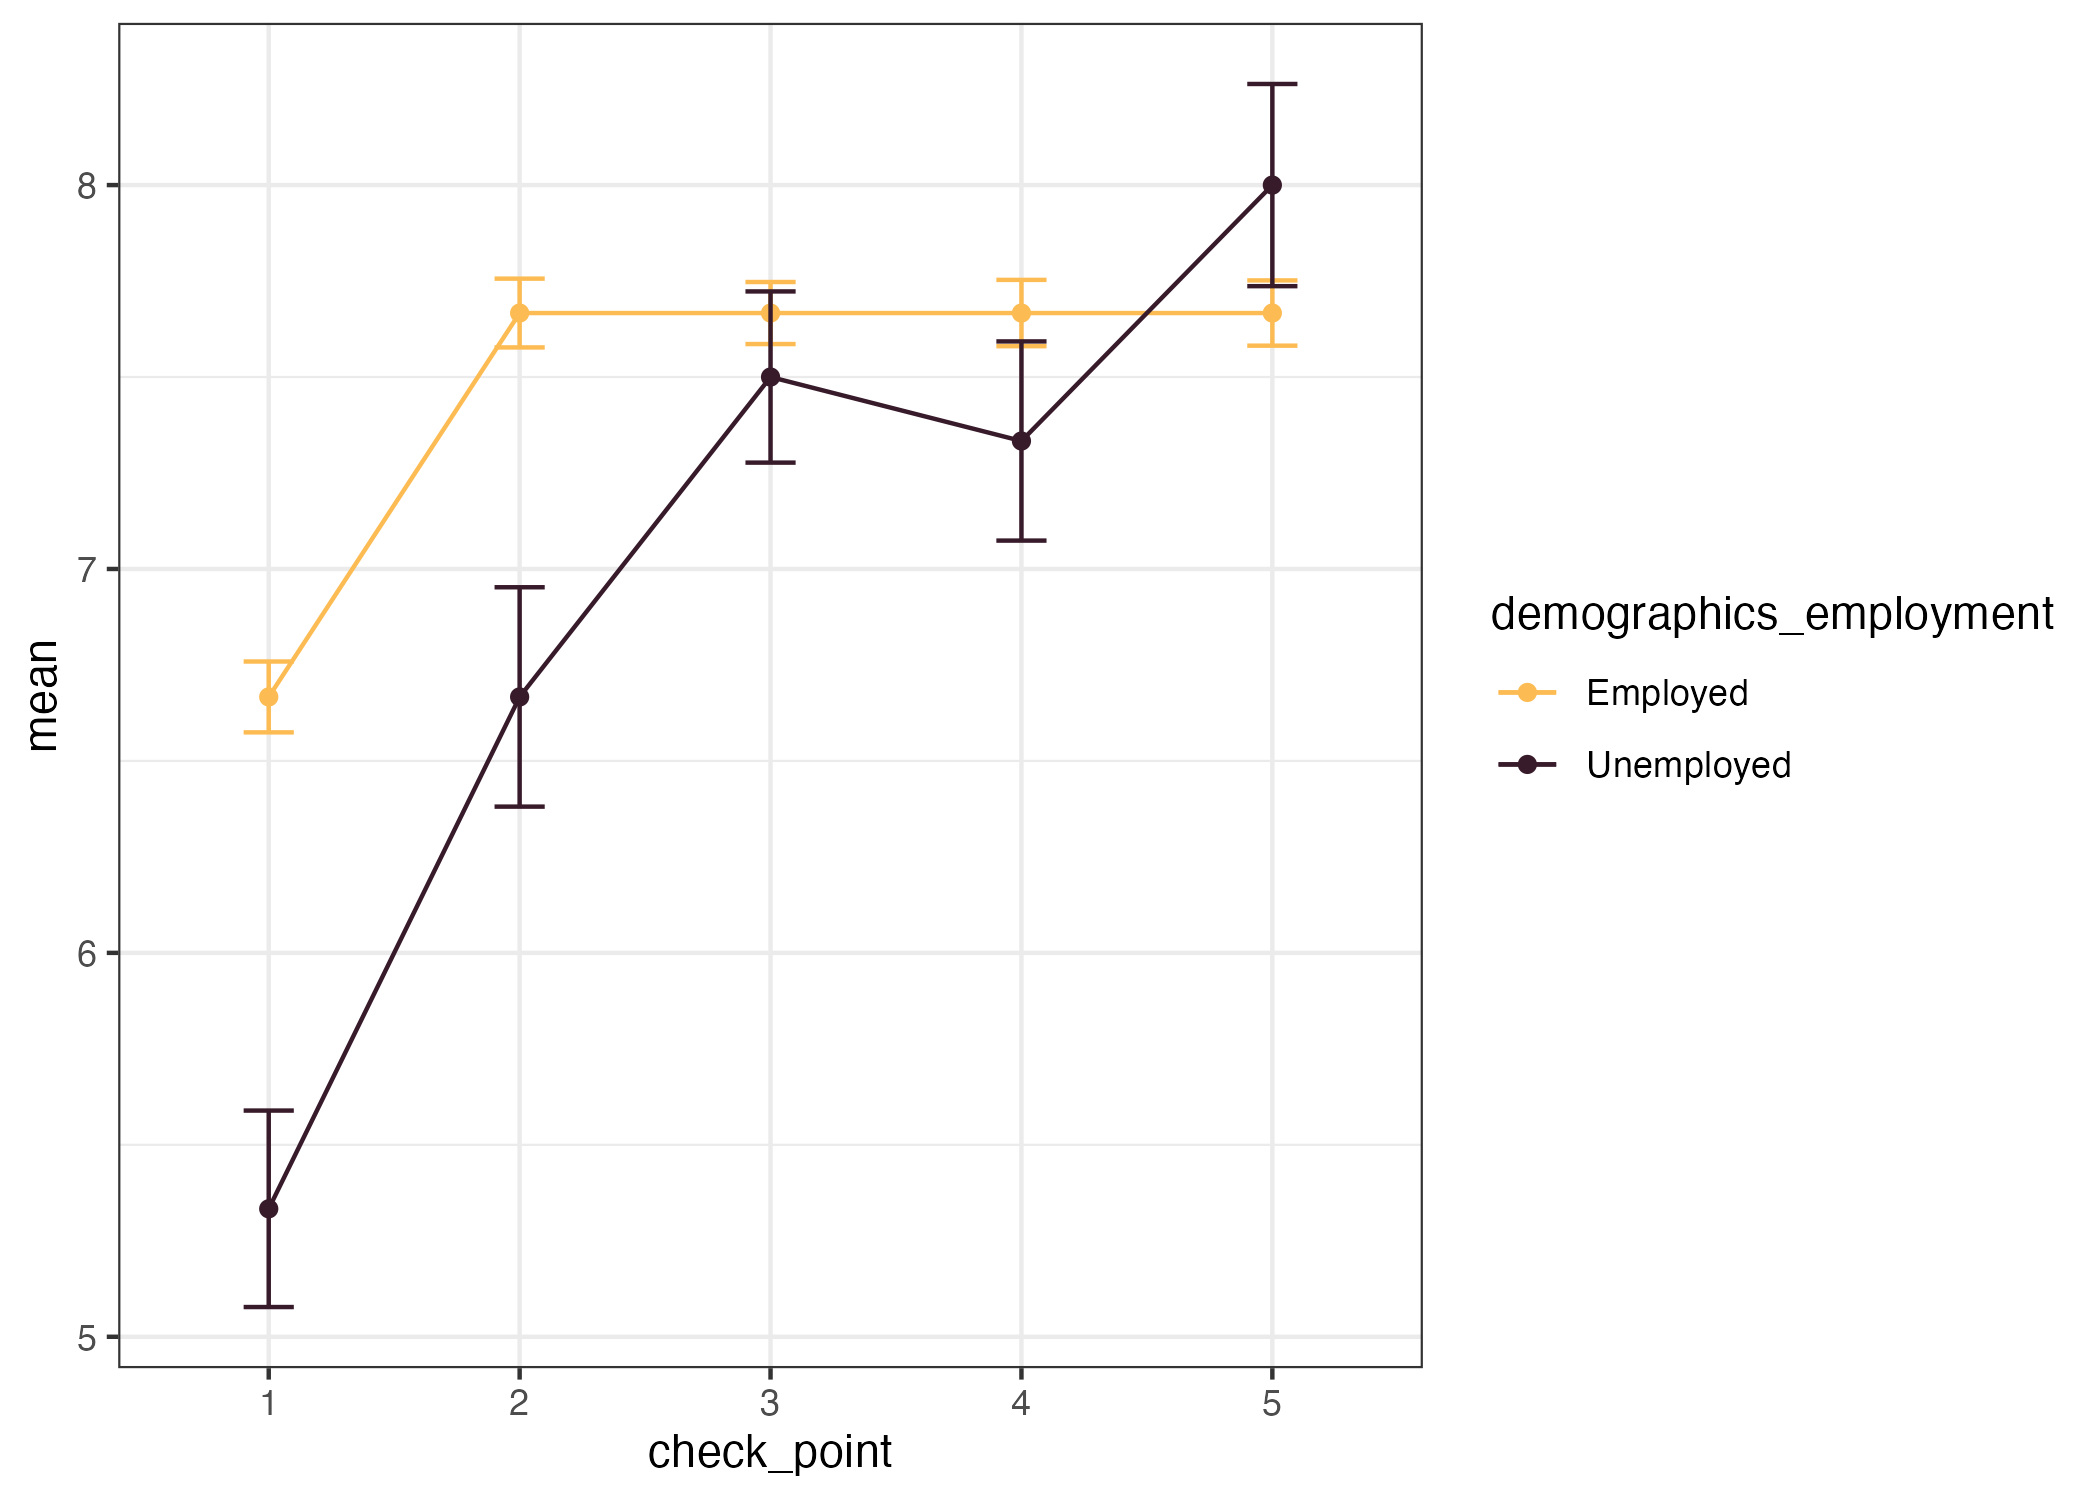 8
7
6
5
mean
1 2 3 4 5
check_point
demographics_employment
Employed
Unemployed